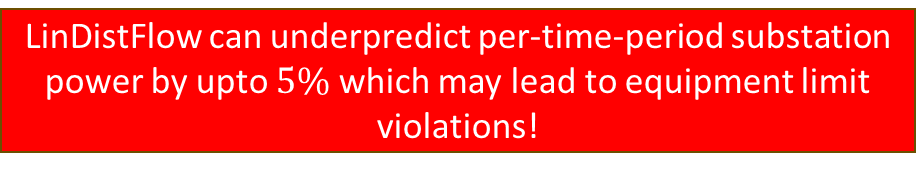 LinDistFlow can underpredict per-time-period substation
power by upto 5% which may lead to equipment limit
violations!